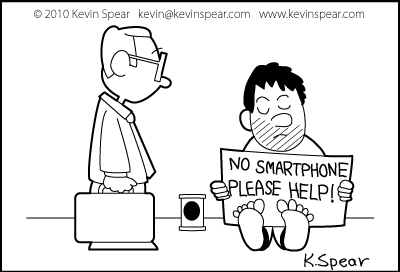 © 2010 Kevin Spear   kevin@kevinspear.com   www.kevinspear.com
NO SMARTPHONE
PLEASE HELP!
K.Spear